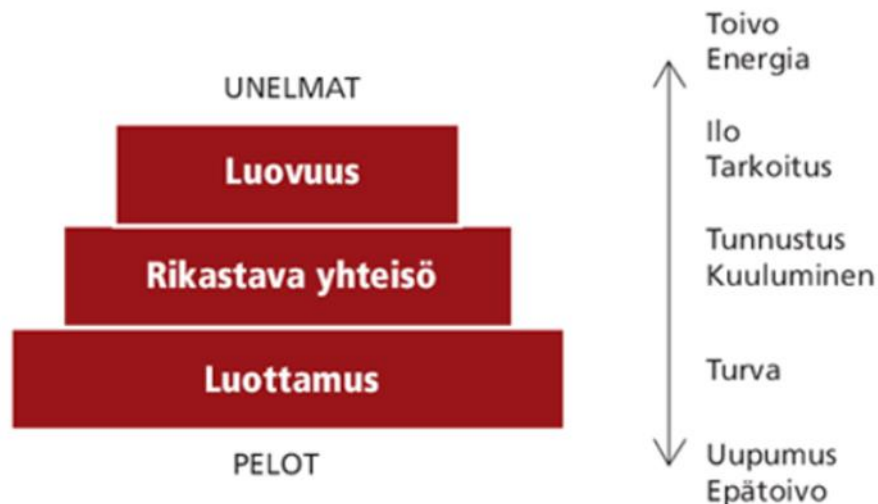 UNELMAT
Luovuus
Rikastava yhteisö
Luottamus
PELOT
Toivo
Energia
Ilo
Tarkoitus
Tunnustus
Kuuluminen
Turva
Uupumus
Epätoivo